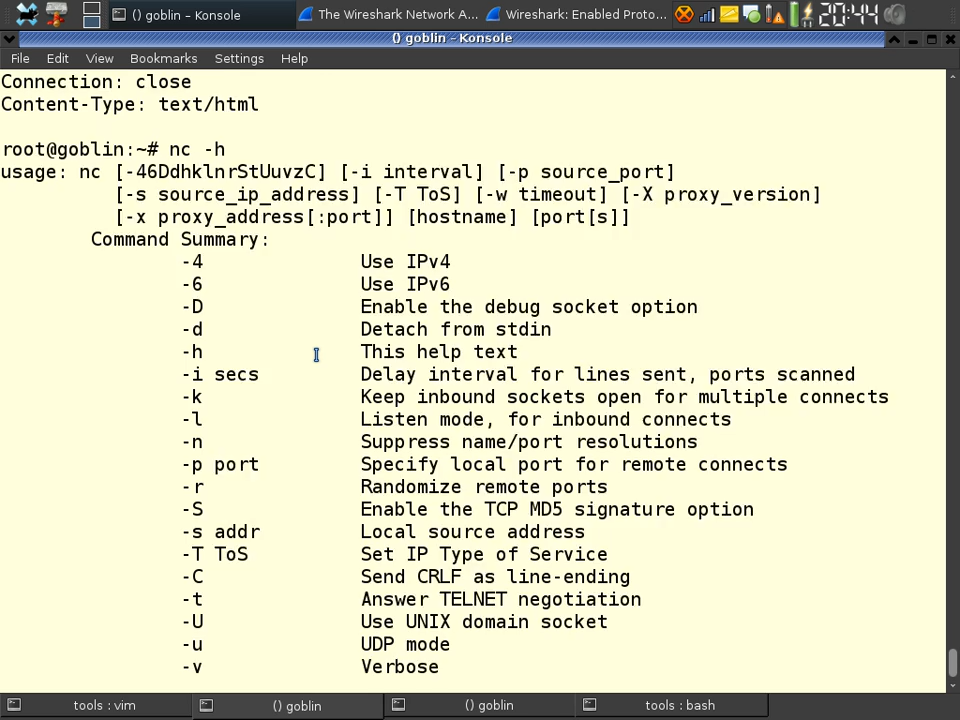 () goblin – Konsole
The Wireshark Network A...
Wireshark: Enabled Proto...
20:44
() goblin – Konsole
File Edit View Bookmarks Settings Help
Connection: close
Content-Type: text/html
root@goblin:~# nc -h
usage: nc [-46DdhklnrStUuvzC] [-i interval] [-p source_port]
[-s source_ip_address] [-T ToS] [-w timeout] [-X proxy_version]
[-x proxy_address[:port]] [hostname] [port[s]]
Command Summary:
-4 Use IPv4
-6 Use IPv6
-D Enable the debug socket option
-d Detach from stdin
-h This help text
-i secs Delay interval for lines sent, ports scanned
-k Keep inbound sockets open for multiple connects
-l Listen mode, for inbound connects
-n Suppress name/port resolutions
-p port Specify local port for remote connects
-r Randomize remote ports
-S Enable the TCP MD5 signature option
-s addr Local source address
-T ToS Set IP Type of Service
-C Send CRLF as line-ending
-t Answer TELNET negotiation
-U Use UNIX domain socket
-u UDP mode
-v Verbose
tools : vim
() goblin
() goblin
tools : bash